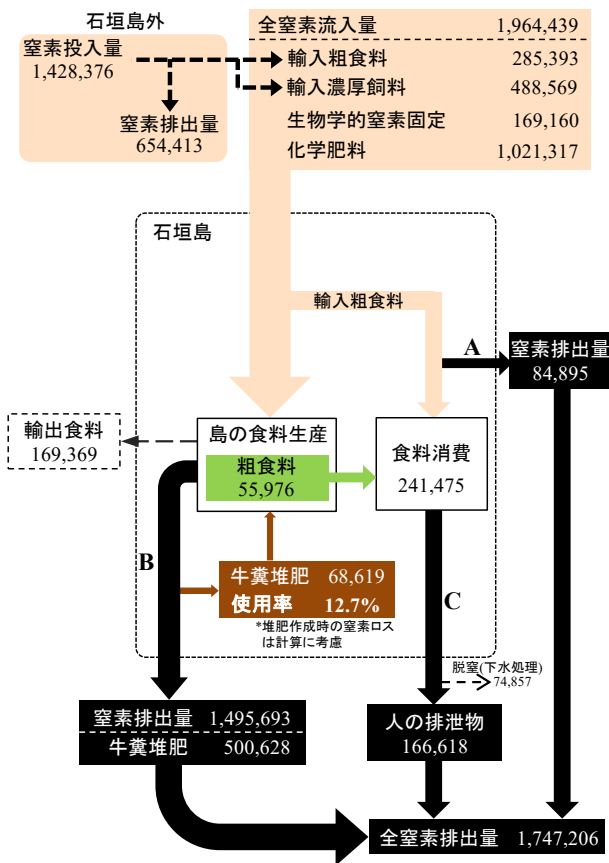 石垣島外
窒素投入量
1,428,376
窒素排出量
654,413
全窒素流入量 1,964,439
輸入粗食料 285,393
輸入濃厚飼料 488,569
生物学的窒素固定 169,160
化学肥料 1,021,317
石垣島
輸入粗食料
A
窒素排出量
84,895
輸出食料
169,369
島の食料生産
粗食料
55,976
食料消費
241,475
B
牛糞堆肥 68,619
使用率 12.7%
*堆肥作成時の窒素ロス
は計算に考慮
C
脱窒(下水処理)
74,857
窒素排出量 1,495,693
牛糞堆肥 500,628
人の排泄物
166,618
全窒素排出量 1,747,206